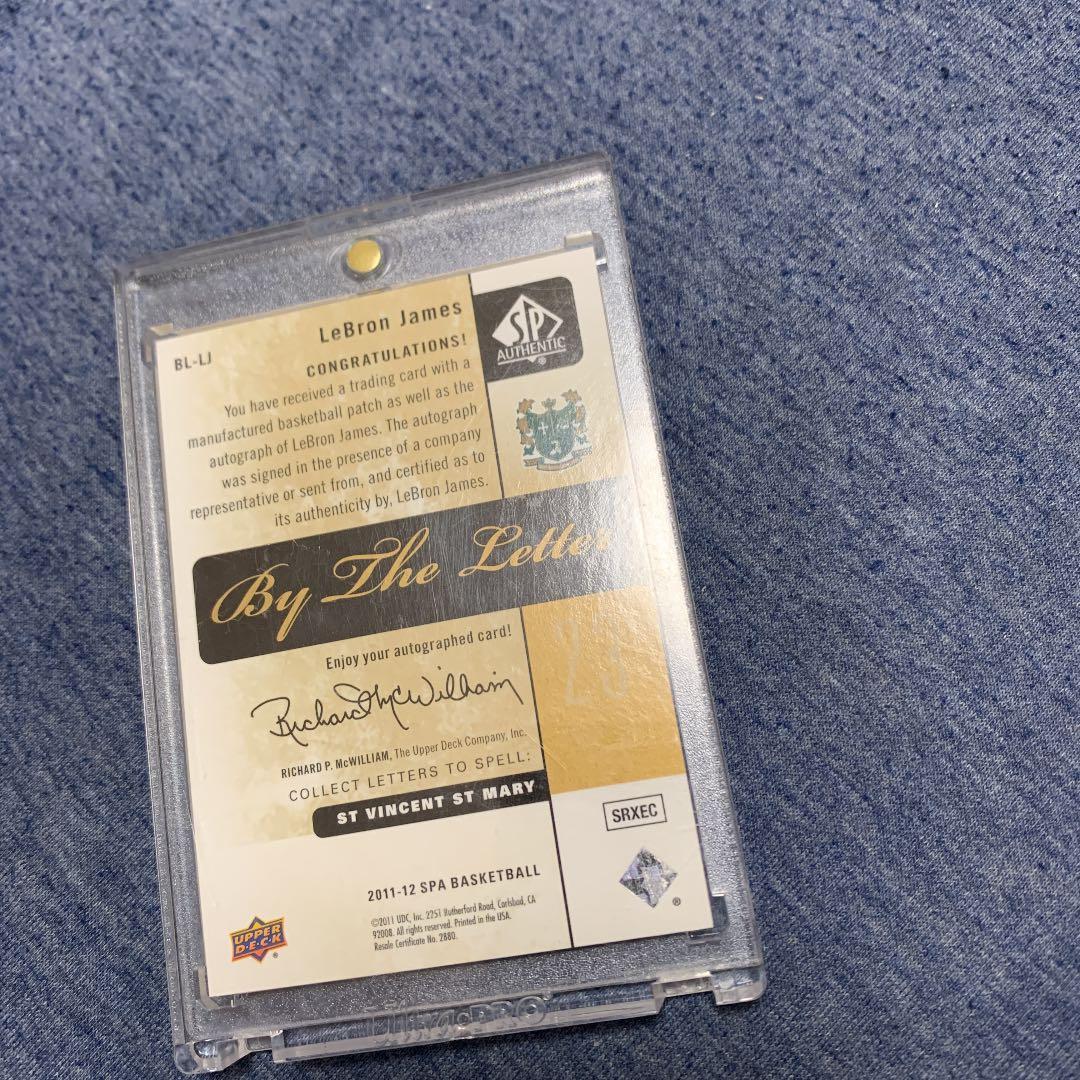 LeBron James
BL-LJ
CONGRATULATIONS!
You have received a trading card with a
manufactured basketball patch as well as the
autograph of LeBron James. The autograph
was signed in the presence of a company
representative or sent from, and certified as to
its authenticity by, LeBron James.
SP
AUTHENTIC
By The Letter
Enjoy your autographed card!
23
Richard P McWilliam
RICHARD P. McWILLIAM, The Upper Deck Company, Inc.
COLLECT LETTERS TO SPELL:
ST VINCENT ST MARY
SRXEC
2011-12 SPA BASKETBALL
©2011 UDC, Inc. 2251 Rutherford Road, Carlsbad, CA
92008. All rights reserved. Printed in the USA.
Resale Certificate No. 2880.
UPPER
DECK
®
UltraPRO